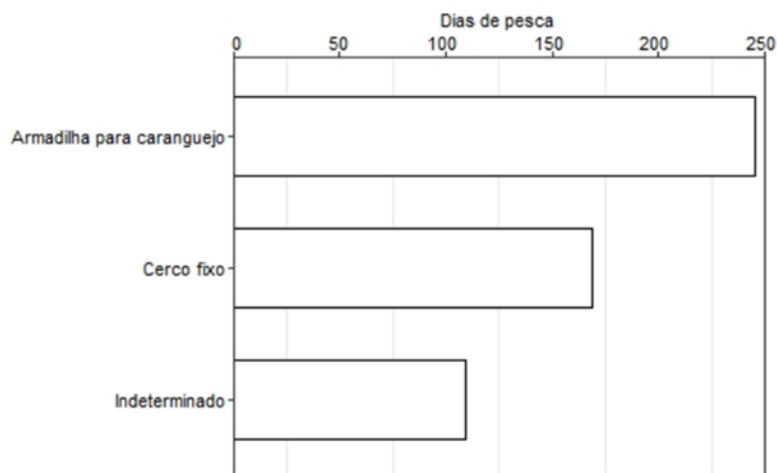 Dias de pesca
0 50 100 150 200 250
Armadilha para caranguejo
Cerco fixo
Indeterminado